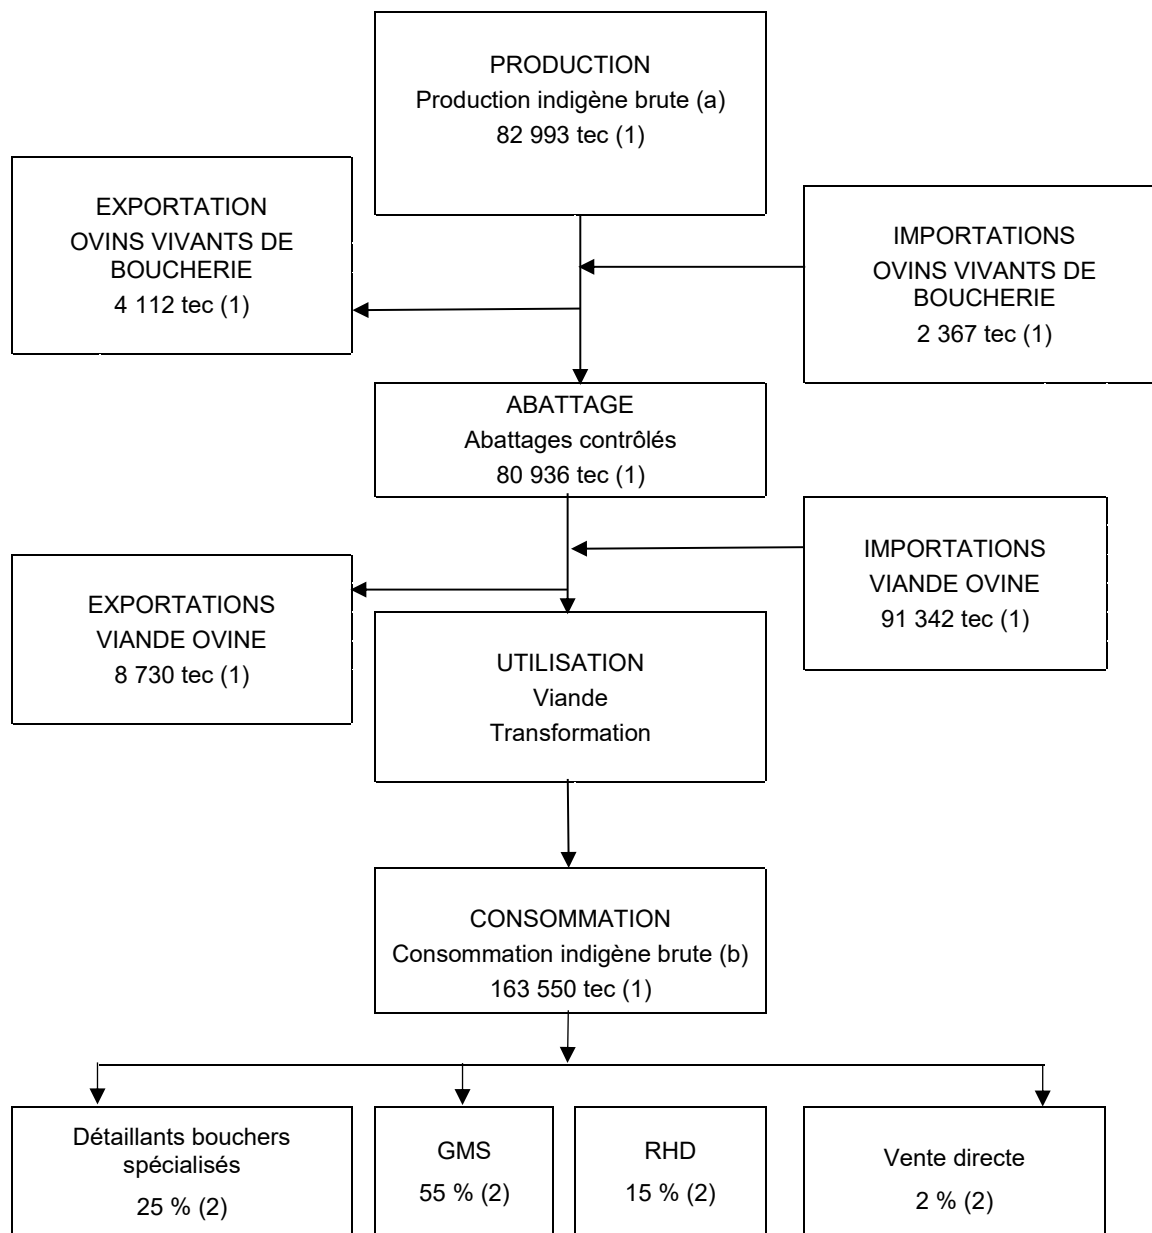 PRODUCTION
Production indigène brute (a)
82 993 tec (1)
EXPORTATION
OVINS VIVANTS DE
BOUCHERIE
4 112 tec (1)
IMPORTATIONS
OVINS VIVANTS DE
BOUCHERIE
2 367 tec (1)
ABATTAGE
Abattages contrôlés
80 936 tec (1)
IMPORTATIONS
VIANDE OVINE
91 342 tec (1)
EXPORTATIONS
VIANDE OVINE
8 730 tec (1)
UTILISATION
Viande
Transformation
CONSOMMATION
Consommation indigène brute (b)
163 550 tec (1)
Détaillants bouchers
spécialisés
25 % (2)
GMS
55 % (2)
RHD
15 % (2)
Vente directe
2 % (2)